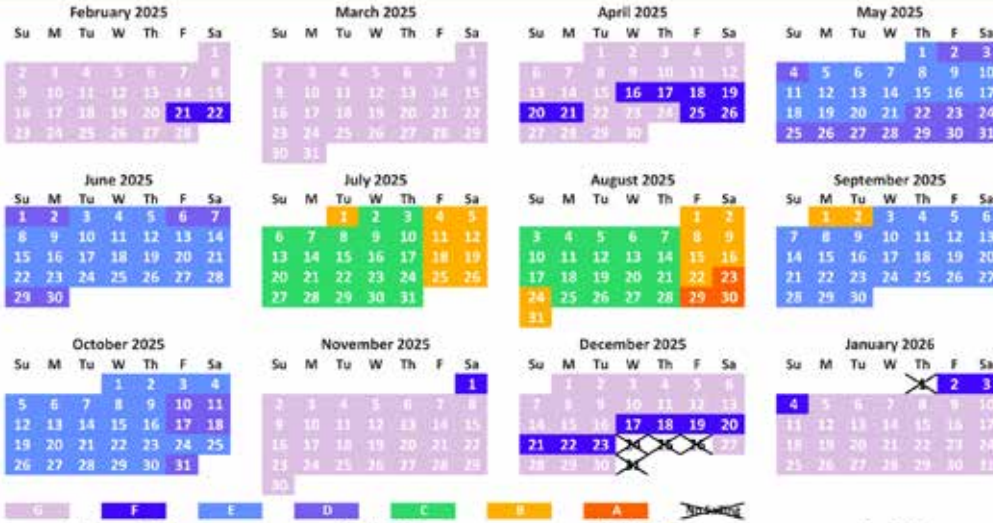 February 2025
Su M Tu W Th F Sa
1
2 3 4 5 6 7 8
9 10 11 12 13 14 15
16 17 18 19 20 21 22
23 24 25 26 27 28
March 2025
Su M Tu W Th F Sa
1
2 3 4 5 6 7 8
9 10 11 12 13 14 15
16 17 18 19 20 21 22
23 24 25 26 27 28 29
30 31
April 2025
Su M Tu W Th F Sa
1 2 3 4 5
6 7 8 9 10 11 12
13 14 15 16 17 18 19
20 21 22 23 24 25 26
27 28 29 30
May 2025
Su M Tu W Th F Sa
1 2 3
4 5 6 7 8 9 10
11 12 13 14 15 16 17
18 19 20 21 22 23 24
25 26 27 28 29 30 31
June 2025
Su M Tu W Th F Sa
1 2 3 4 5 6 7
8 9 10 11 12 13 14
15 16 17 18 19 20 21
22 23 24 25 26 27 28
29 30
July 2025
Su M Tu W Th F Sa
1 2 3 4 5
6 7 8 9 10 11 12
13 14 15 16 17 18 19
20 21 22 23 24 25 26
27 28 29 30 31
August 2025
Su M Tu W Th F Sa
1 2
3 4 5 6 7 8 9
10 11 12 13 14 15 16
17 18 19 20 21 22 23
24 25 26 27 28 29 30
31
September 2025
Su M Tu W Th F Sa
1 2 3 4 5 6
7 8 9 10 11 12 13
14 15 16 17 18 19 20
21 22 23 24 25 26 27
28 29 30
October 2025
Su M Tu W Th F Sa
1 2 3 4
5 6 7 8 9 10 11
12 13 14 15 16 17 18
19 20 21 22 23 24 25
26 27 28 29 30 31
November 2025
Su M Tu W Th F Sa
1
2 3 4 5 6 7 8
9 10 11 12 13 14 15
16 17 18 19 20 21 22
23 24 25 26 27 28 29
30
December 2025
Su M Tu W Th F Sa
1 2 3 4 5 6
7 8 9 10 11 12 13
14 15 16 17 18 19 20
21 22 23 24 25 26 27
28 29 30 31
January 2026
Su M Tu W Th F Sa
1 2 3
4 5 6 7 8 9 10
11 12 13 14 15 16 17
18 19 20 21 22 23 24
25 26 27 28 29 30 31
G F E D C B A